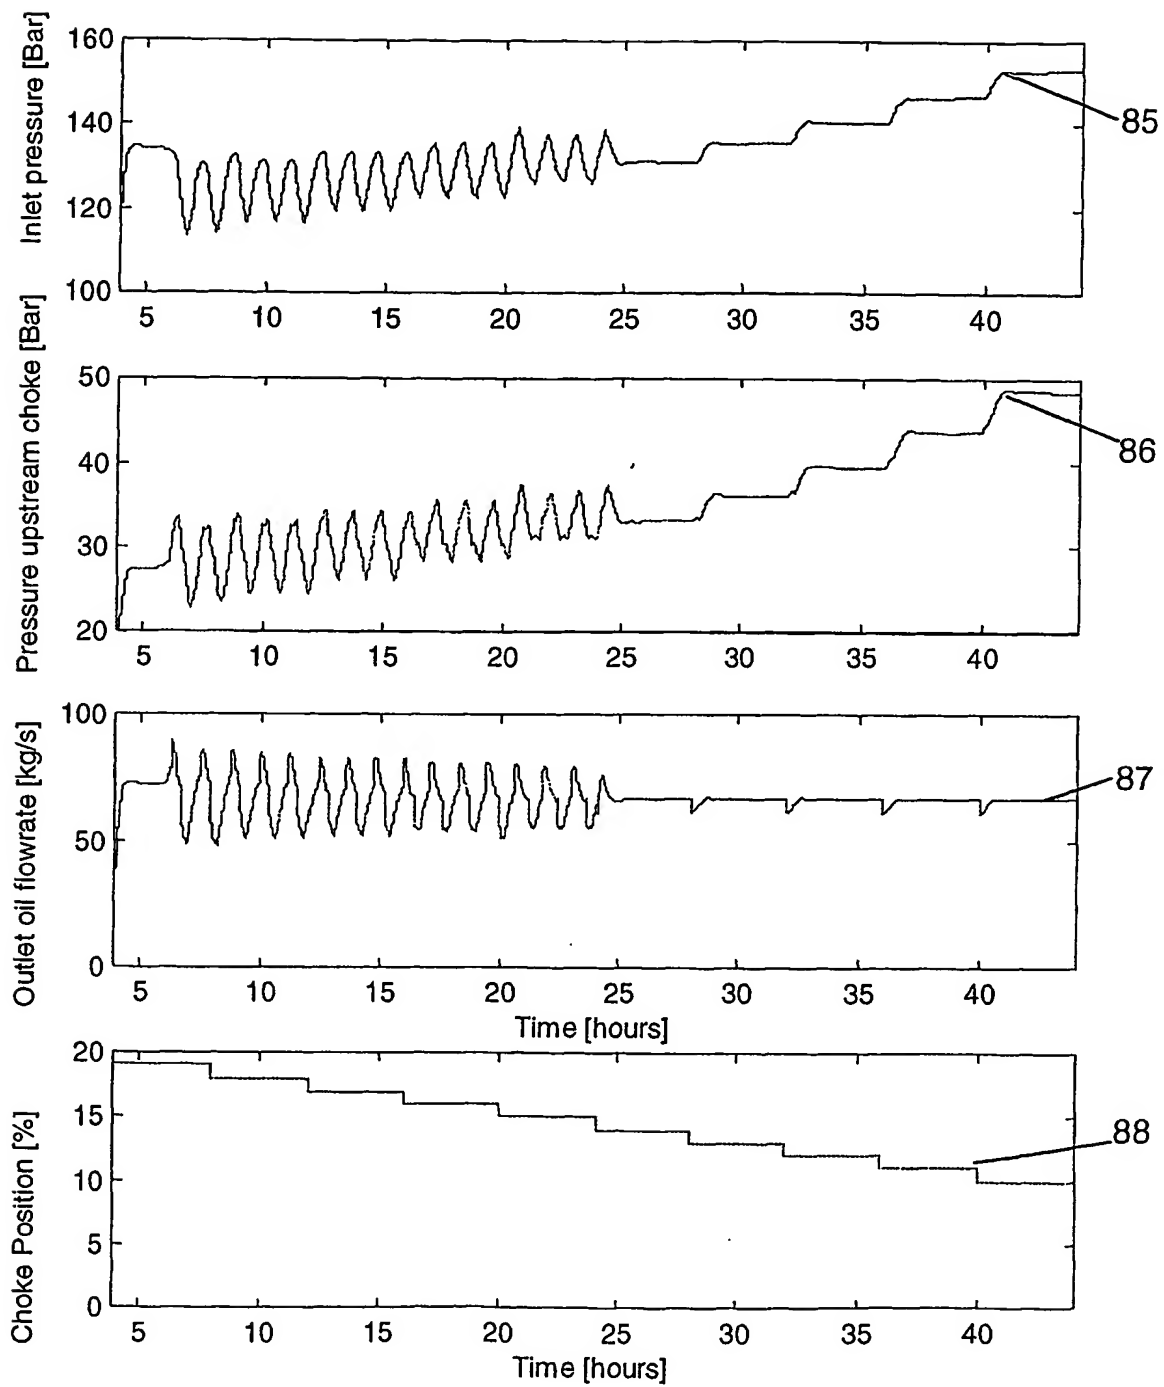 Inlet pressure [Bar]
160
140
120
100
5 10 15 20 25 30 35 40
85
Pressure upstream choke [Bar]
50
40
30
20
5 10 15 20 25 30 35 40
86
Outlet oil flowrate [kg/s]
100
50
0
5 10 15 20 25 30 35 40
Time [hours]
87
Choke Position [%]
20
15
10
5
0
5 10 15 20 25 30 35 40
Time [hours]
88